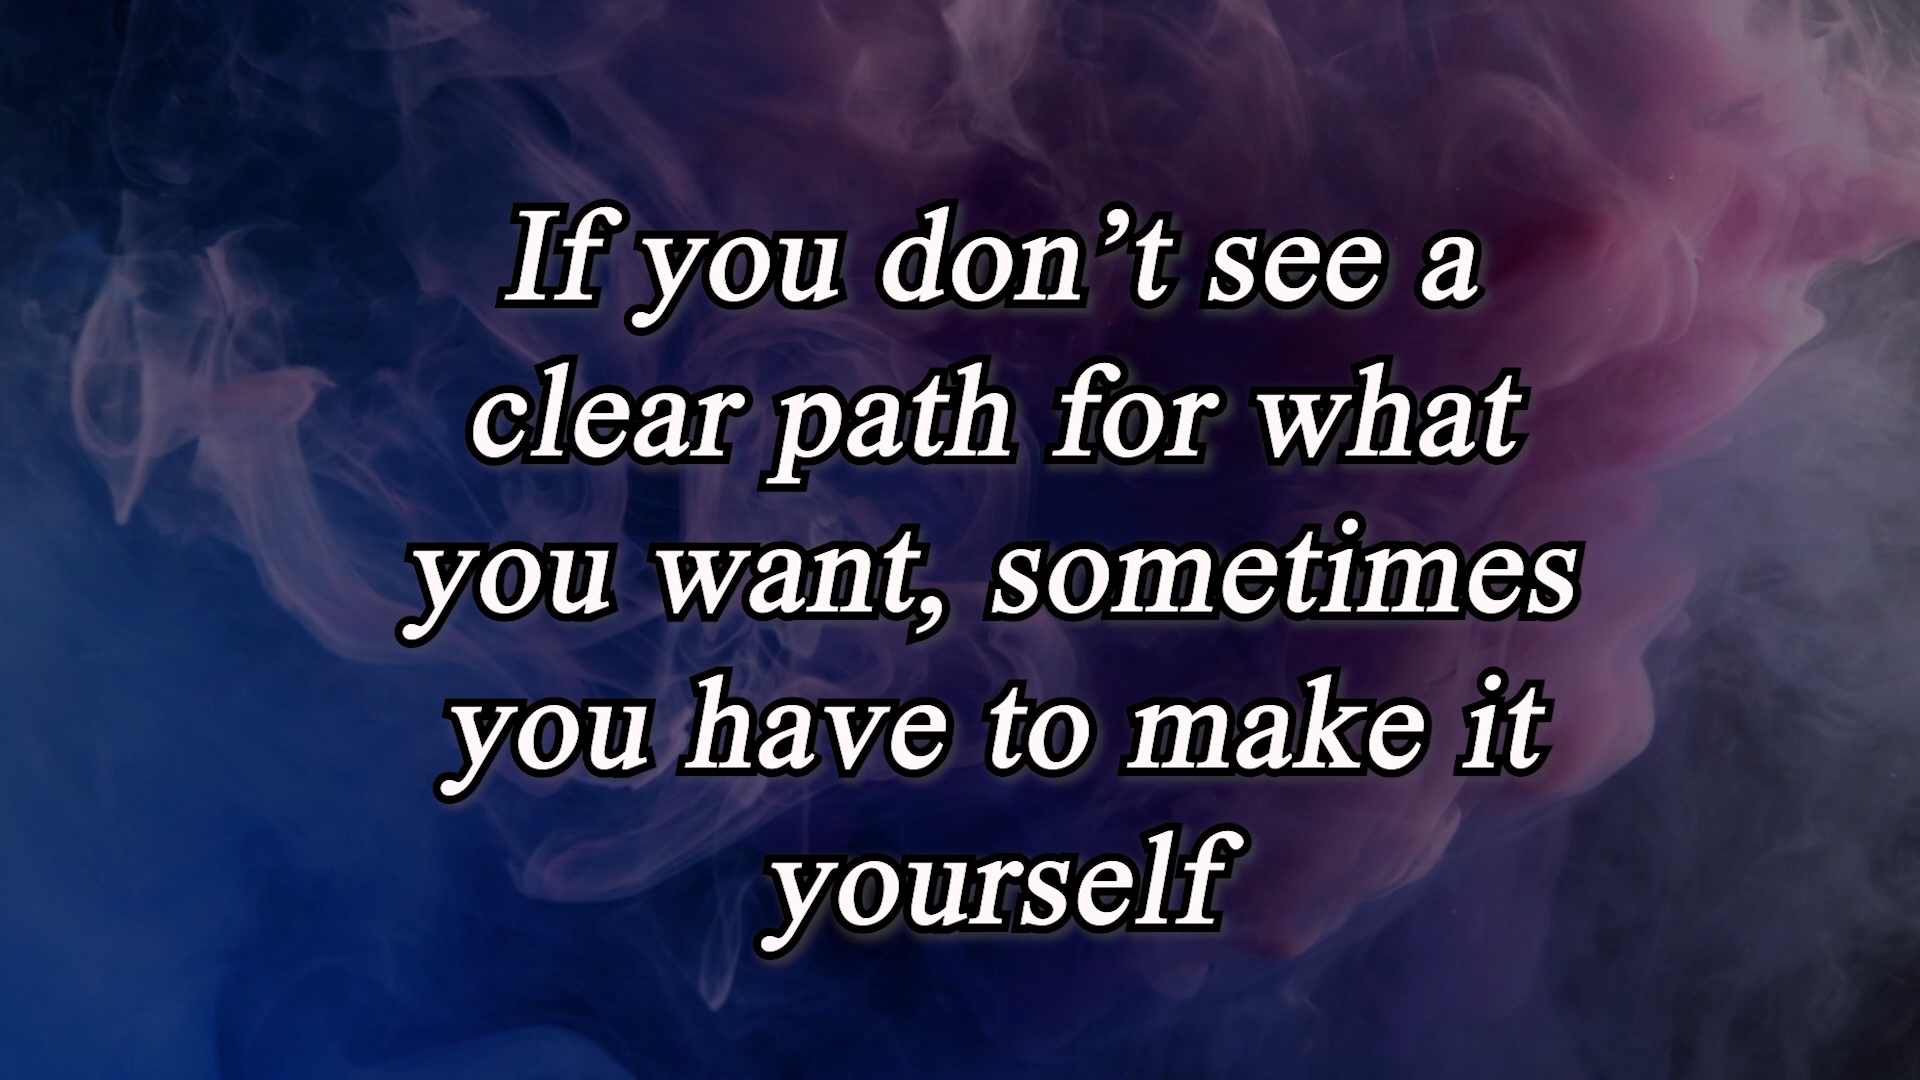 If you don’t see a
clear path for what
you want, sometimes
you have to make it
yourself